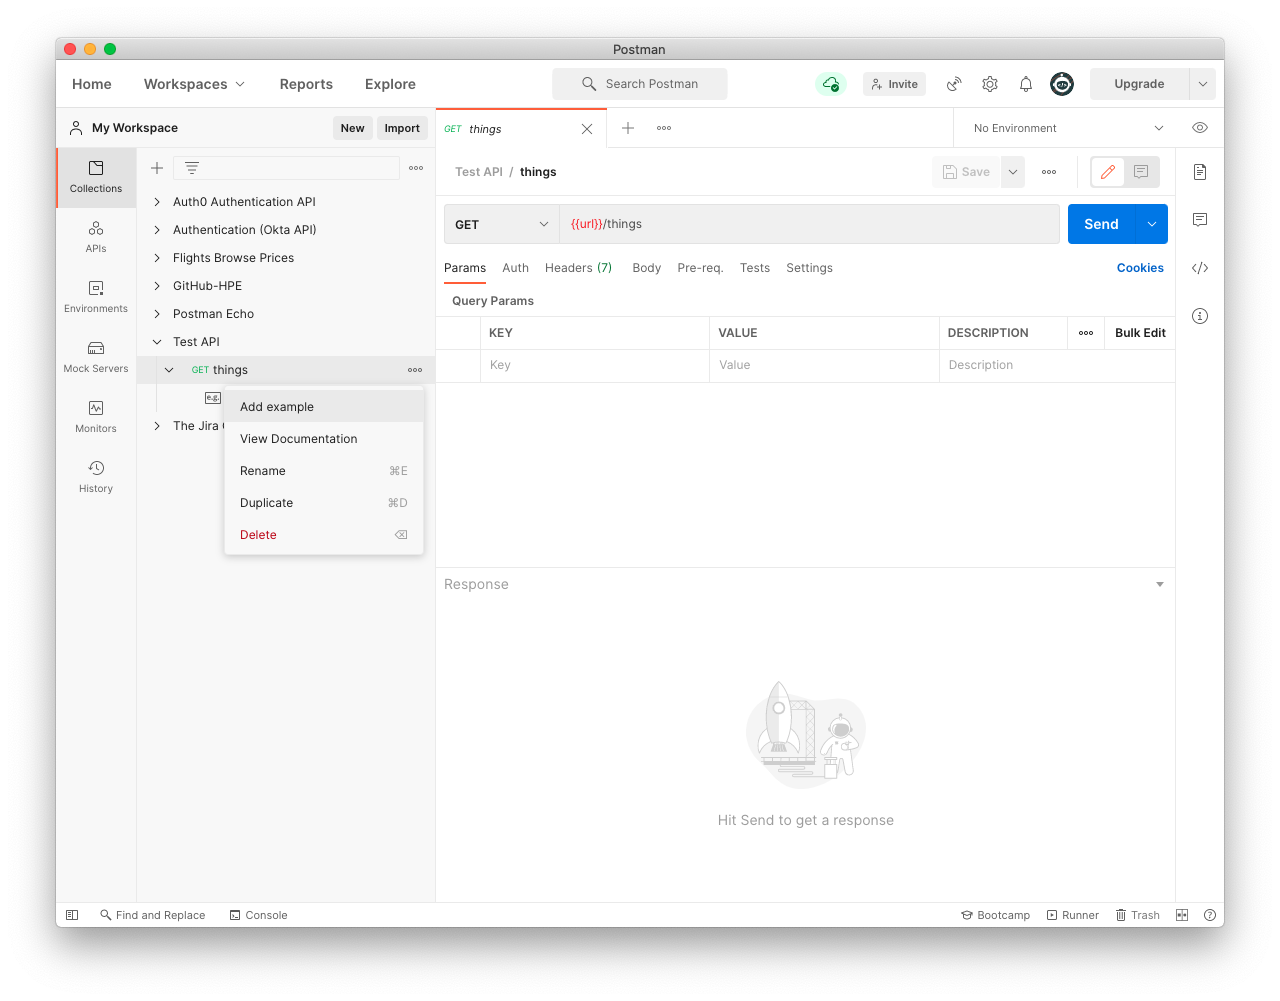 Postman
Home Workspaces Reports Explore Search Postman Invite Upgrade
My Workspace New Import GET things No Environment
Collections
APIs
Environments
Mock Servers
Monitors
History
Auth0 Authentication API
Authentication (Okta API)
Flights Browse Prices
GitHub-HPE
Postman Echo
Test API
GET things
e.g.
The Jira
Add example
View Documentation
Rename ⌘E
Duplicate ⌘D
Delete ⌫
Test API / things Save
GET {{url}}/things Send
Params Auth Headers (7) Body Pre-req. Tests Settings Cookies
Query Params
KEY VALUE DESCRIPTION Bulk Edit
Key Value Description
Response
Hit Send to get a response
Find and Replace Console Bootcamp Runner Trash